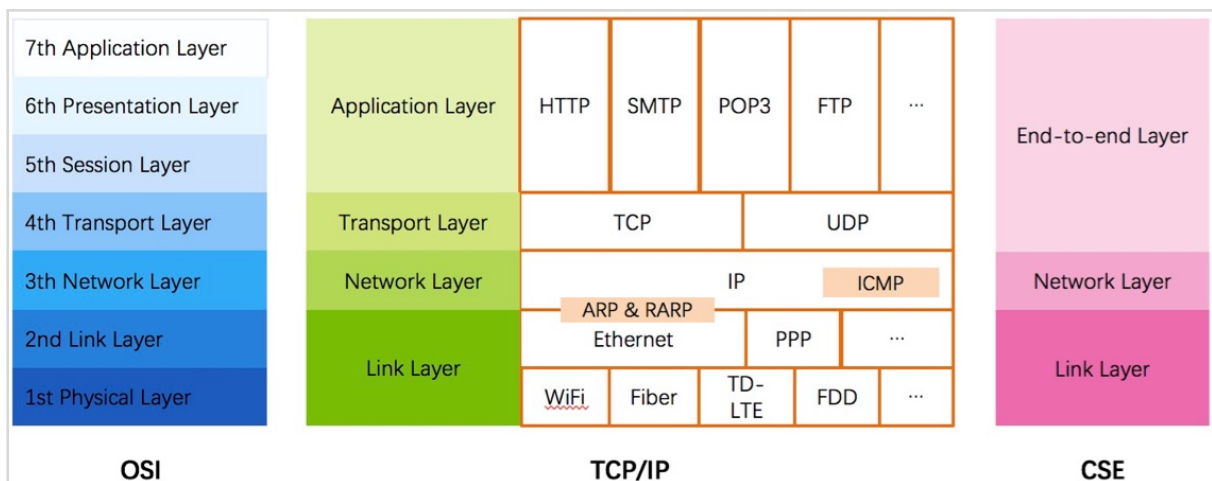 7th Application Layer
6th Presentation Layer
5th Session Layer
4th Transport Layer
3th Network Layer
2nd Link Layer
1st Physical Layer
OSI
Application Layer
Transport Layer
Network Layer
Link Layer
HTTP
SMTP
POP3
FTP
...
TCP
UDP
IP
ICMP
ARP & RARP
Ethernet
PPP
...
WiFi
Fiber
TD-
LTE
FDD
...
TCP/IP
End-to-end Layer
Network Layer
Link Layer
CSE